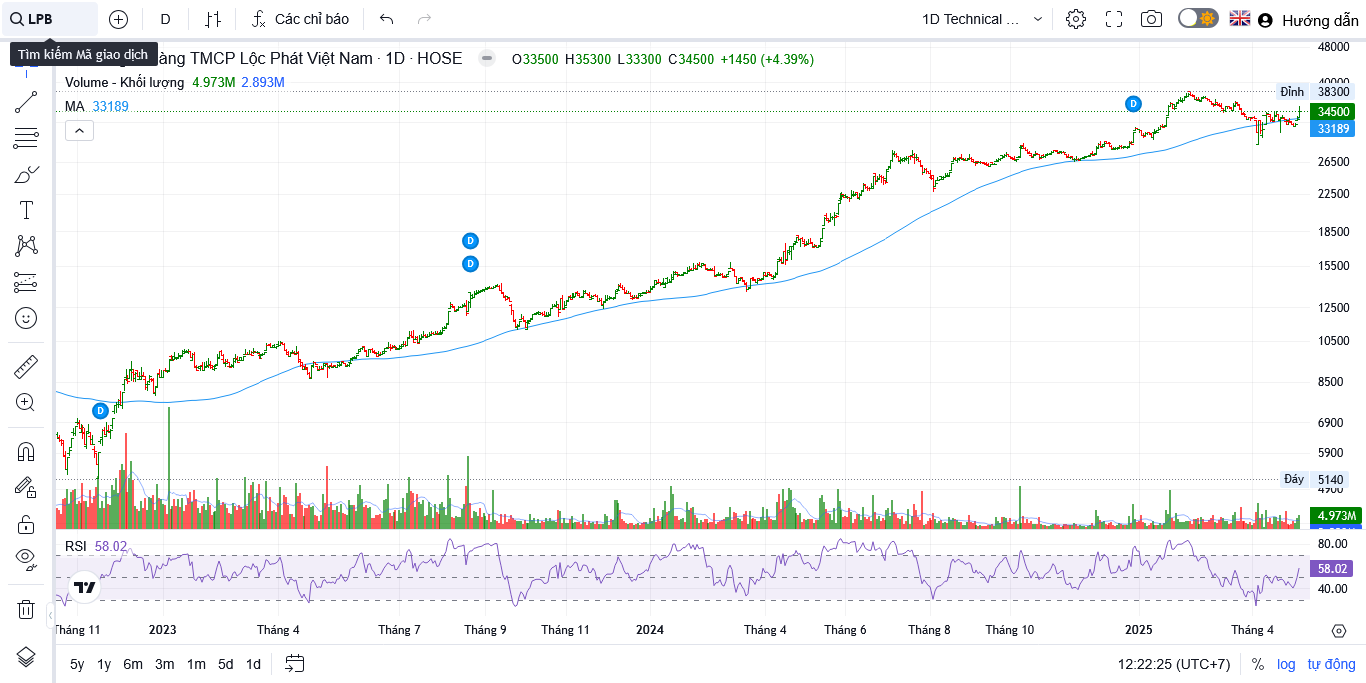 LPB D Các chỉ báo 1D Technical ... Hướng dẫn
Tìm kiếm Mã giao dịch
àng TMCP Lộc Phát Việt Nam · 1D · HOSE O33500 H35300 L33300 C34500 +1450 (+4.39%)
Volume - Khối lượng 4.973M 2.893M
MA 33189
48000
40000
Đỉnh 38300
34500
33189
26500
22500
18500
15500
12500
10500
8500
6900
5900
Đáy 5140
4900
4.973M
D
D
D
D
RSI 58.02
80.00
58.02
40.00
Tháng 11 2023 Tháng 4 Tháng 7 Tháng 9 Tháng 11 2024 Tháng 4 Tháng 6 Tháng 8 Tháng 10 2025 Tháng 4
5y 1y 6m 3m 1m 5d 1d 12:22:25 (UTC+7) % log tự động